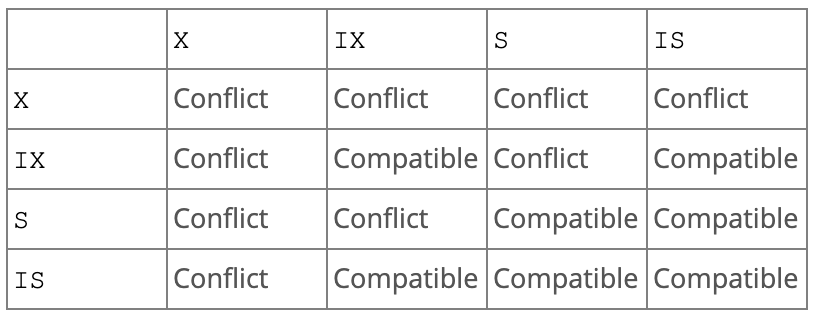 X IX S IS
X Conflict Conflict Conflict Conflict
IX Conflict Compatible Conflict Compatible
S Conflict Conflict Compatible Compatible
IS Conflict Compatible Compatible Compatible